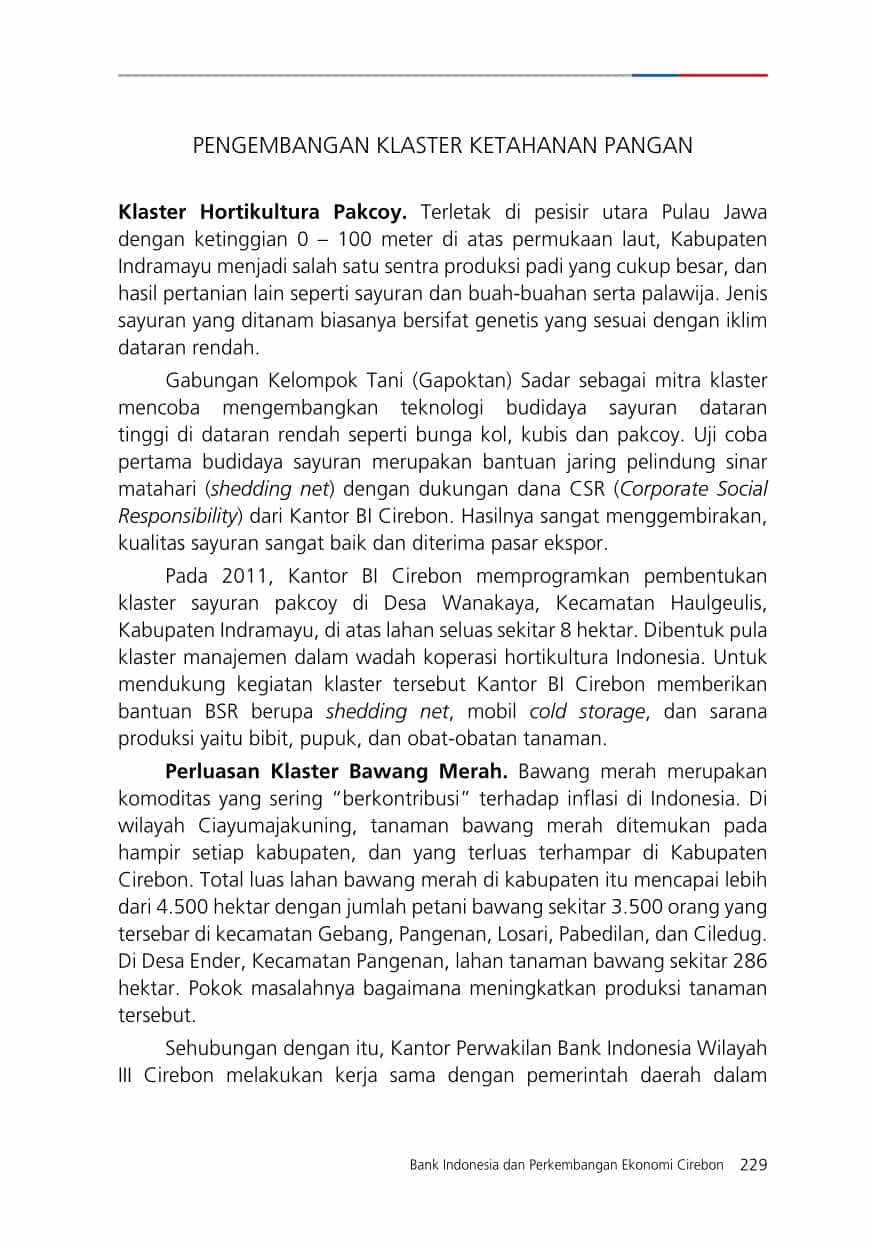 PENGEMBANGAN KLASTER KETAHANAN PANGAN
Klaster Hortikultura Pakcoy. Terletak di pesisir utara Pulau Jawa
dengan ketinggian 0 – 100 meter di atas permukaan laut, Kabupaten
Indramayu menjadi salah satu sentra produksi padi yang cukup besar, dan
hasil pertanian lain seperti sayuran dan buah-buahan serta palawija. Jenis
sayuran yang ditanam biasanya bersifat genetis yang sesuai dengan iklim
dataran rendah.
Gabungan Kelompok Tani (Gapoktan) Sadar sebagai mitra klaster
mencoba mengembangkan teknologi budidaya sayuran dataran
tinggi di dataran rendah seperti bunga kol, kubis dan pakcoy. Uji coba
pertama budidaya sayuran merupakan bantuan jaring pelindung sinar
matahari (shedding net) dengan dukungan dana CSR (Corporate Social
Responsibility) dari Kantor BI Cirebon. Hasilnya sangat menggembirakan,
kualitas sayuran sangat baik dan diterima pasar ekspor.
Pada 2011, Kantor BI Cirebon memprogramkan pembentukan
klaster sayuran pakcoy di Desa Wanakaya, Kecamatan Haulgeulis,
Kabupaten Indramayu, di atas lahan seluas sekitar 8 hektar. Dibentuk pula
klaster manajemen dalam wadah koperasi hortikultura Indonesia. Untuk
mendukung kegiatan klaster tersebut Kantor BI Cirebon memberikan
bantuan BSR berupa shedding net, mobil cold storage, dan sarana
produksi yaitu bibit, pupuk, dan obat-obatan tanaman.
Perluasan Klaster Bawang Merah. Bawang merah merupakan
komoditas yang sering “berkontribusi” terhadap inflasi di Indonesia. Di
wilayah Ciayumajakuning, tanaman bawang merah ditemukan pada
hampir setiap kabupaten, dan yang terluas terhampar di Kabupaten
Cirebon. Total luas lahan bawang merah di kabupaten itu mencapai lebih
dari 4.500 hektar dengan jumlah petani bawang sekitar 3.500 orang yang
tersebar di kecamatan Gebang, Pangenan, Losari, Pabedilan, dan Ciledug.
Di Desa Ender, Kecamatan Pangenan, lahan tanaman bawang sekitar 286
hektar. Pokok masalahnya bagaimana meningkatkan produksi tanaman
tersebut.
Sehubungan dengan itu, Kantor Perwakilan Bank Indonesia Wilayah
III Cirebon melakukan kerja sama dengan pemerintah daerah dalam
Bank Indonesia dan Perkembangan Ekonomi Cirebon 229